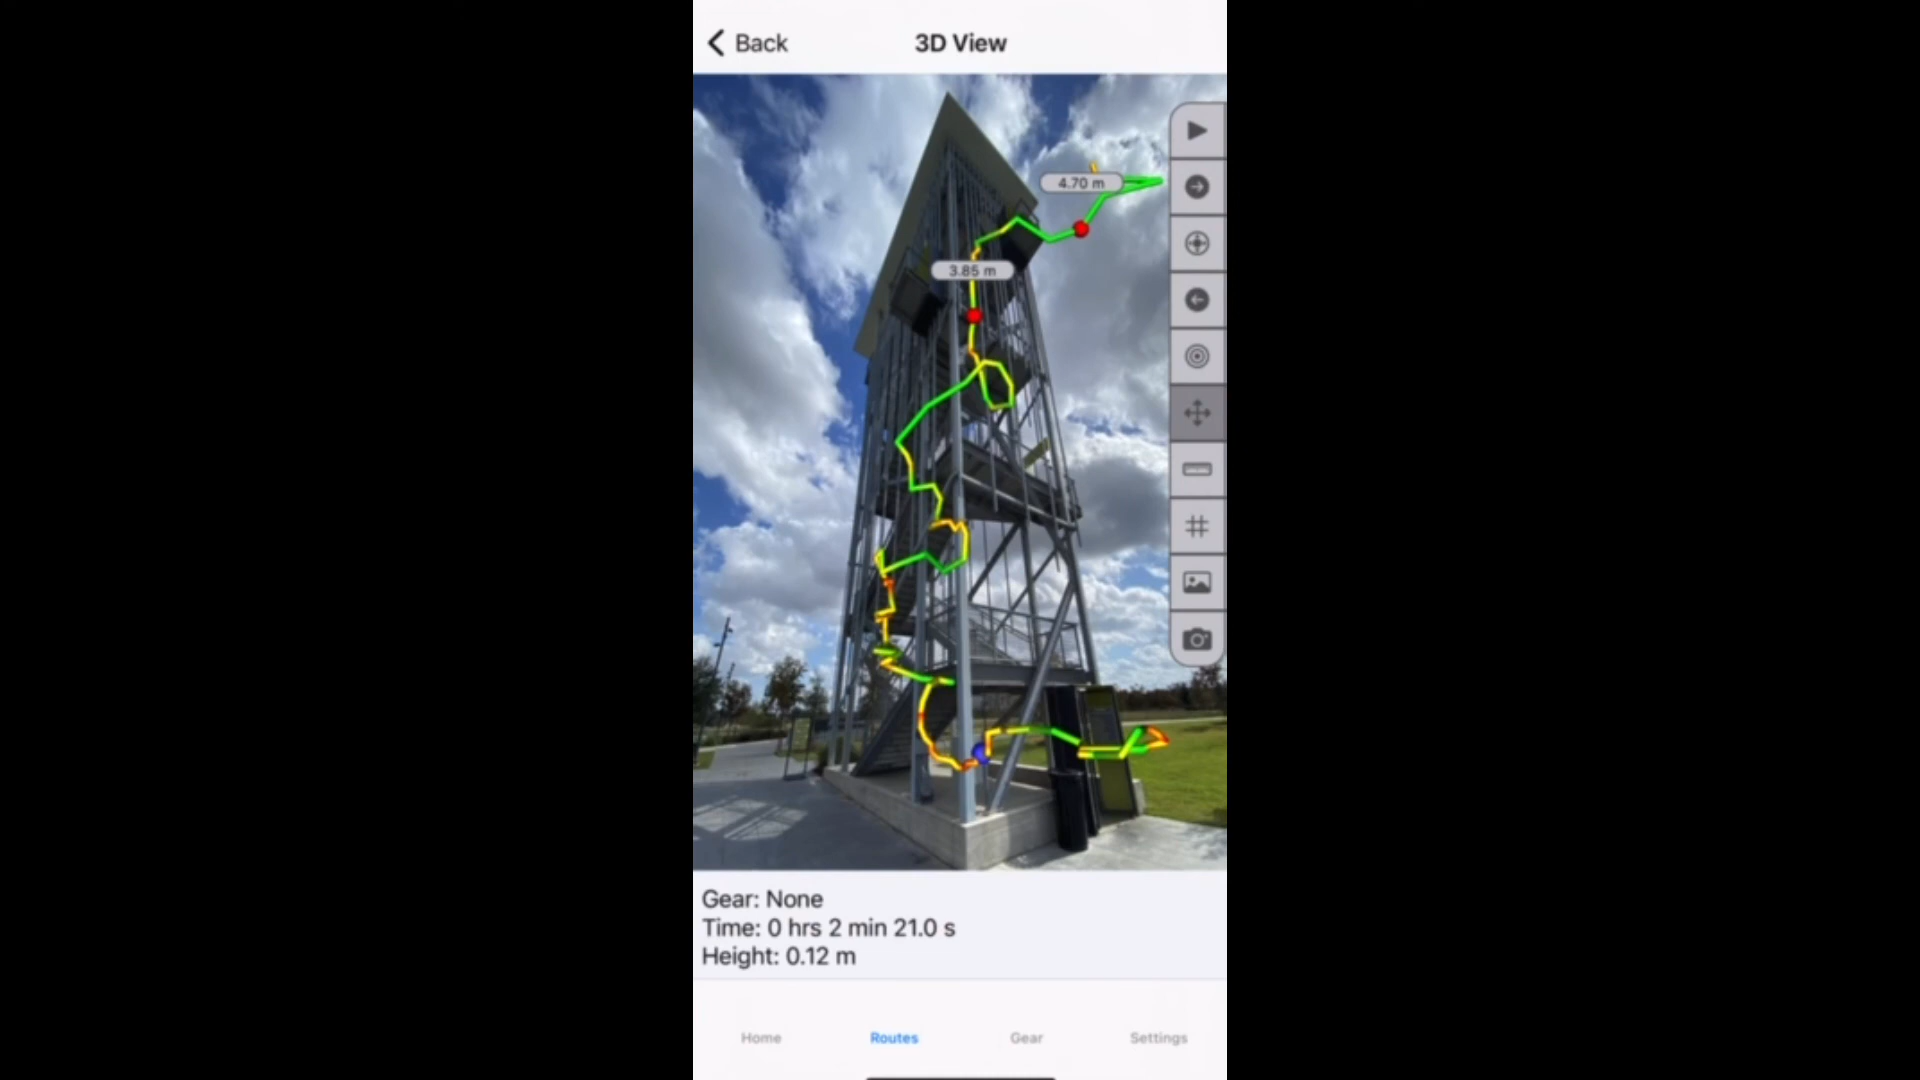 Back
3D View
4.70 m
3.85 m
Gear: None
Time: 0 hrs 2 min 21.0 s
Height: 0.12 m
Home
Routes
Gear
Settings